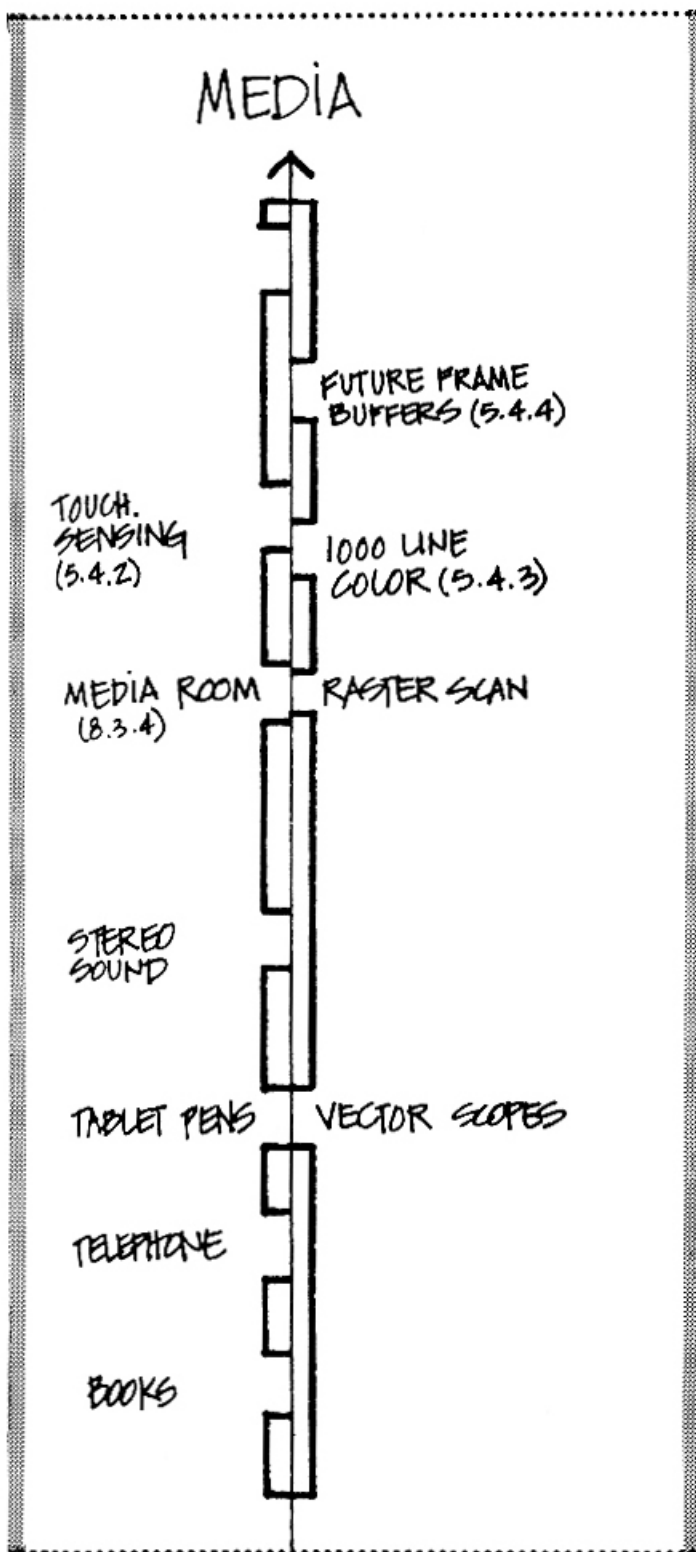 MEDIA
FUTURE FRAME
BUFFERS (5.4.4)
TOUCH.
SENSING
(5.4.2)
1000 LINE
COLOR (5.4.3)
MEDIA ROOM
(8.3.4)
RASTER SCAN
STEREO
SOUND
TABLET PENS
VECTOR SCOPES
TELEPHONE
BOOKS